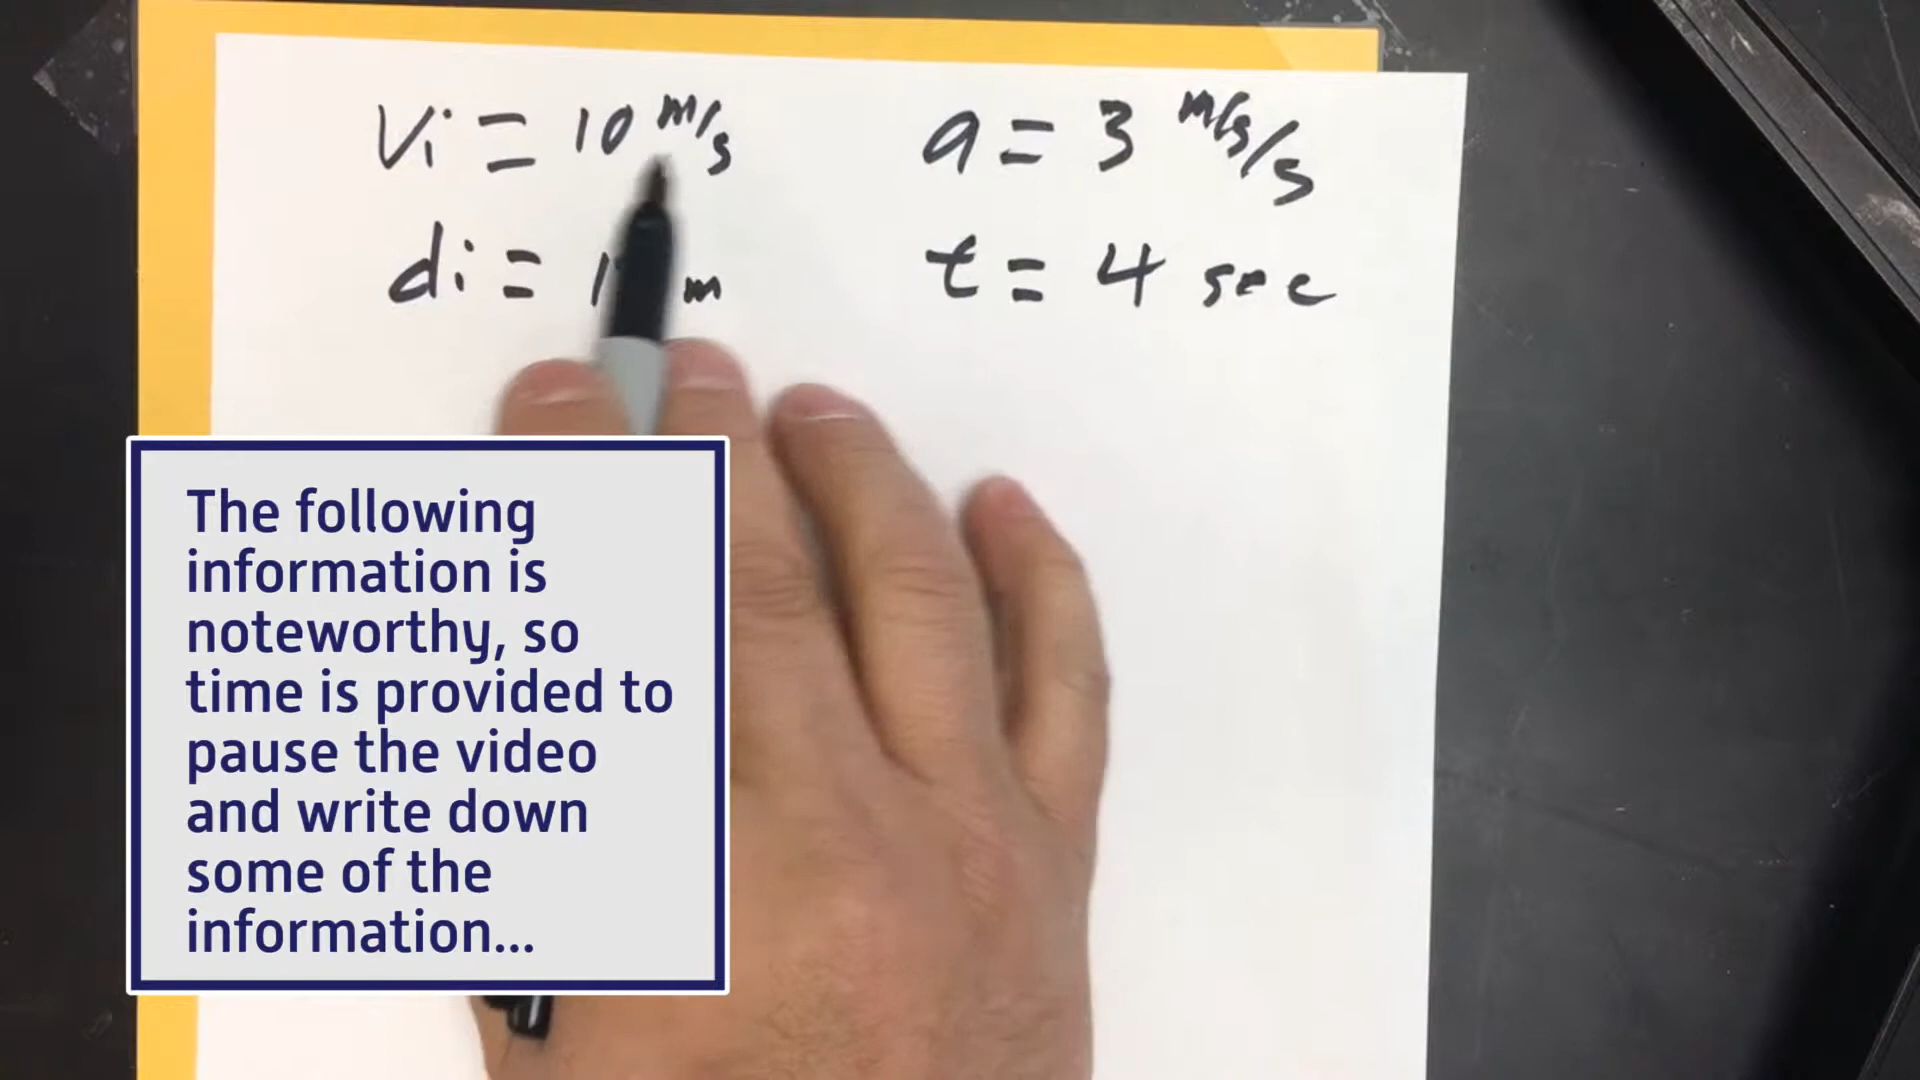 Vi = 10 m/s
a = 3 m/s/s
di = 1 m
t = 4 sec
The following
information is
noteworthy, so
time is provided to
pause the video
and write down
some of the
information...